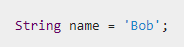 String name = 'Bob';